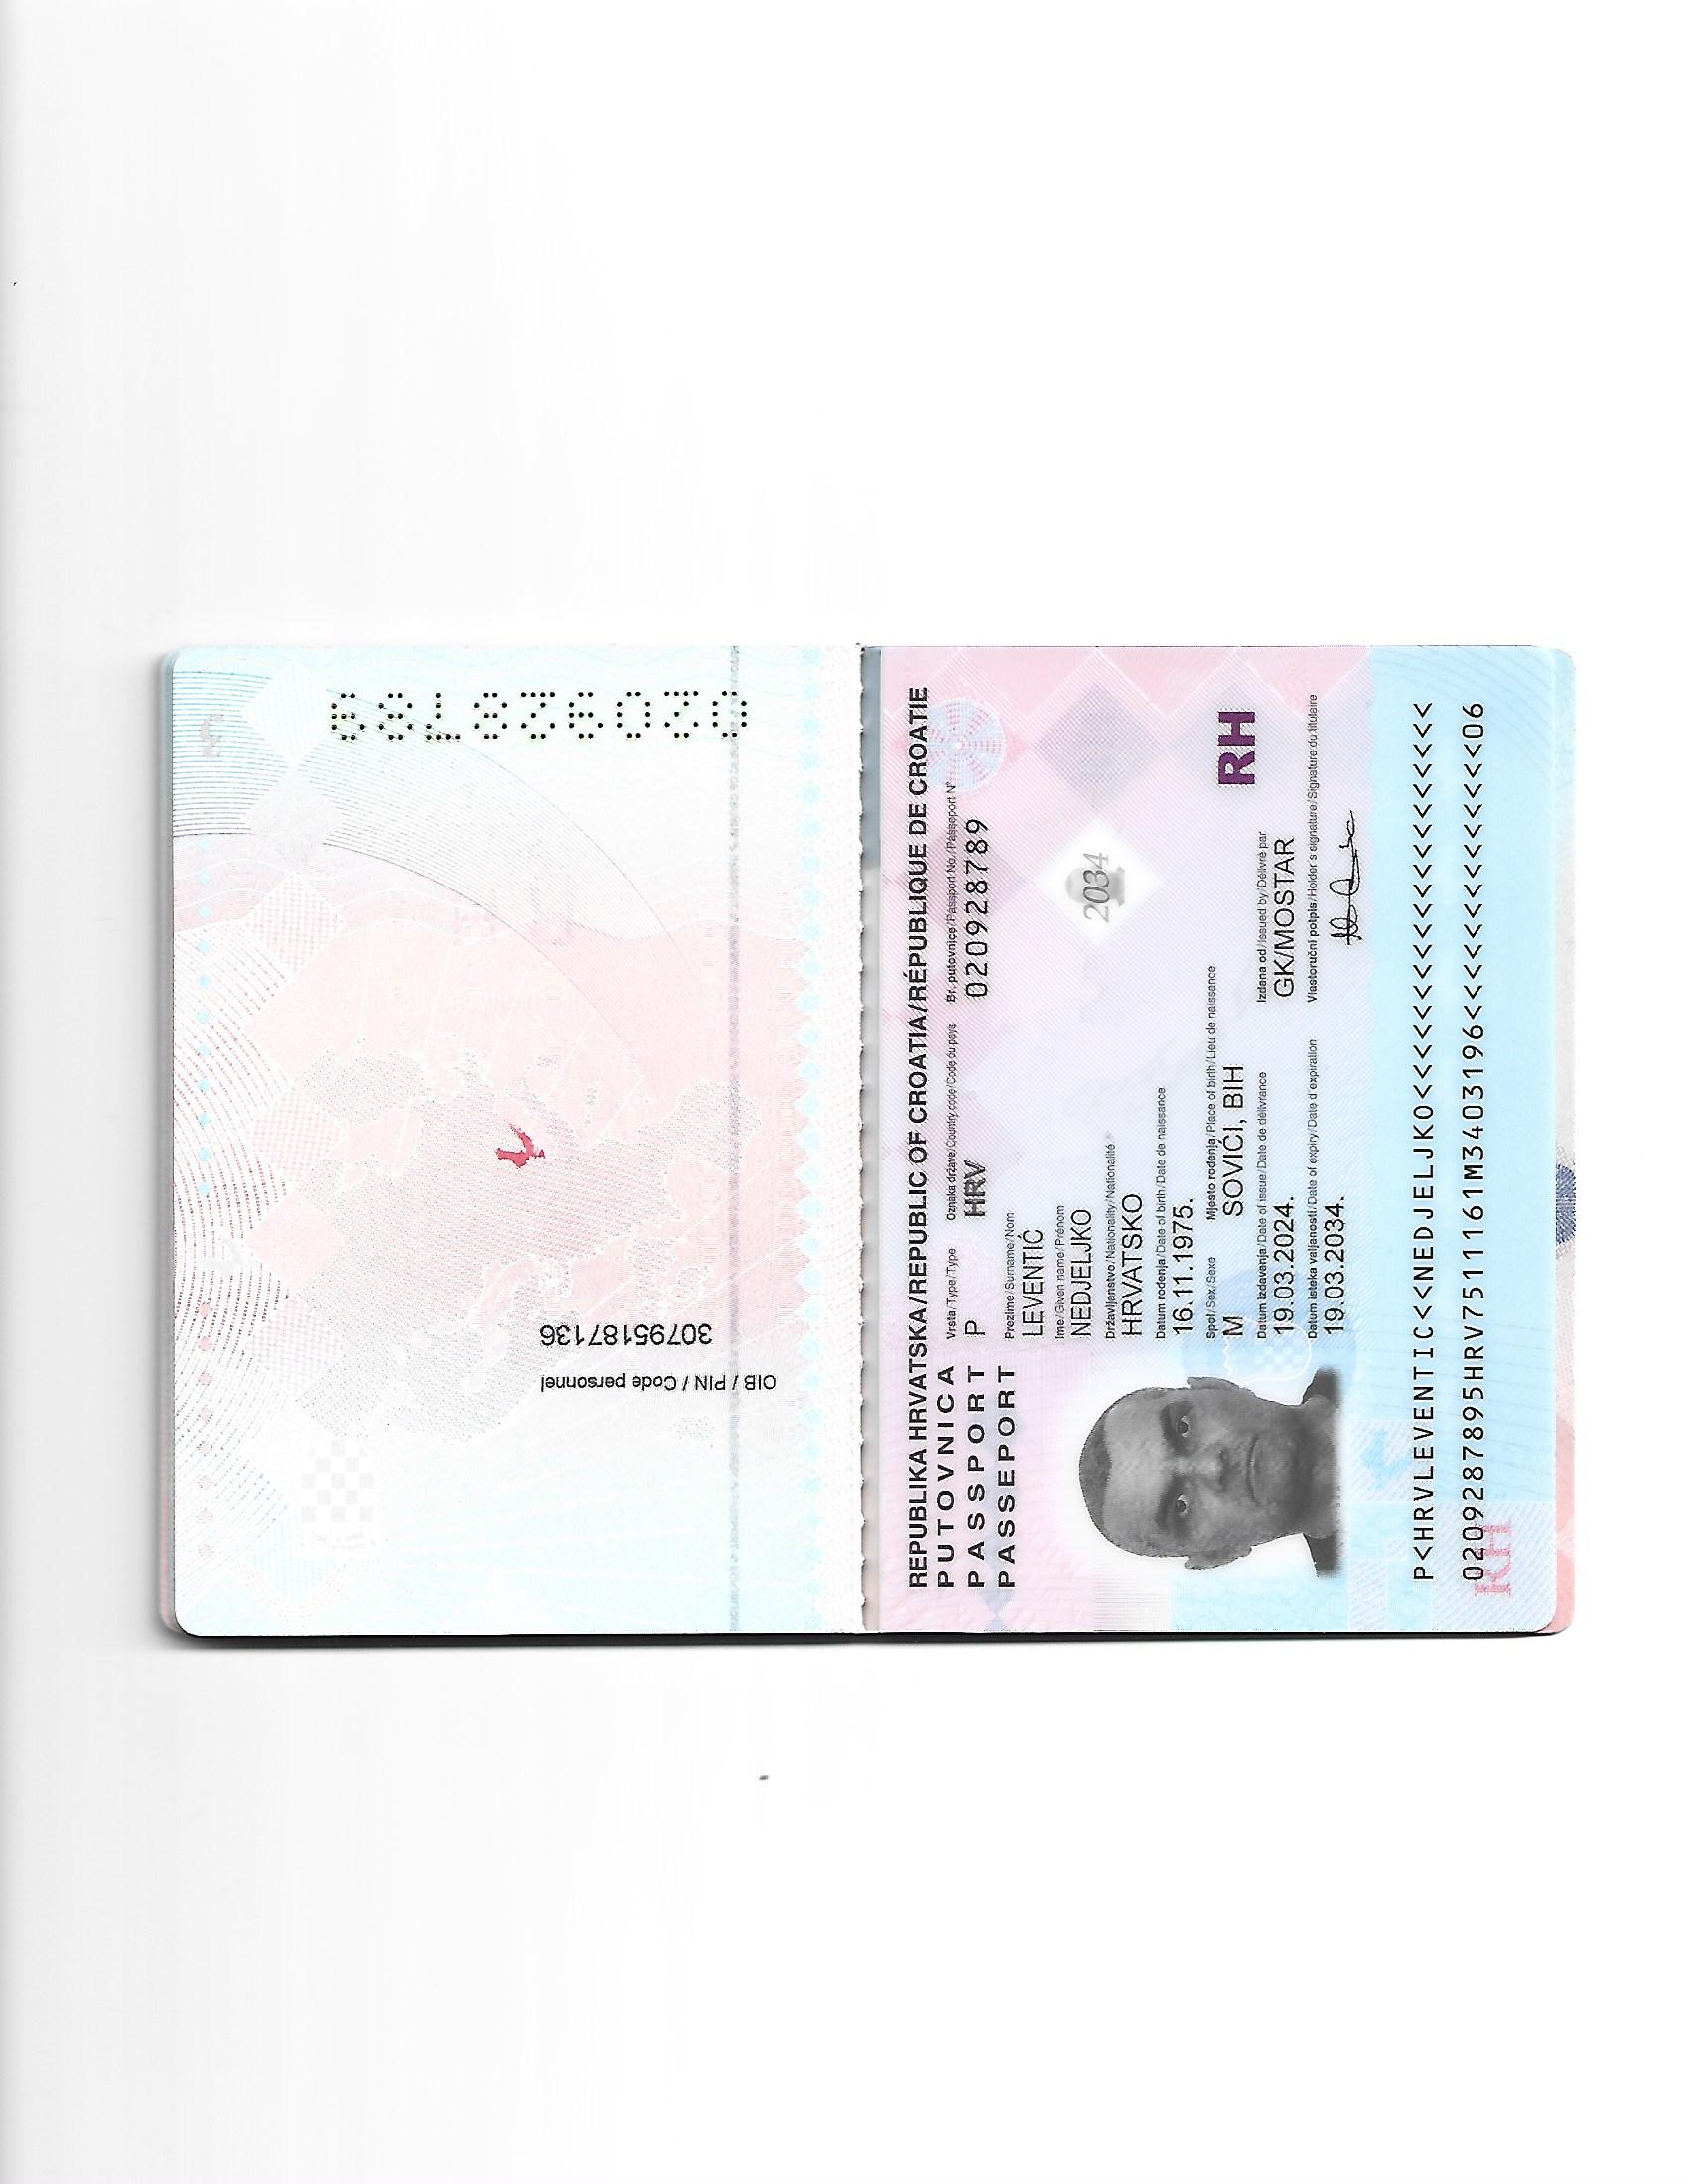 3
020928789
OIB / PIN / Code personnel
30795187136
REPUBLIKA HRVATSKA/REPUBLIC OF CROATIA/RÉPUBLIQUE DE CROATIE
PUTOVNICA
PASSPORT
PASSEPORT
Vrsta/Type/Type Oznaka države/Country code/Code du pays Br. putovnice/Passport No./Passeport N°
P HRV 020928789
Prezime/Surname/Nom
LEVENTIĆ
Ime/Given name/Prénom
NEDJELJKO
Državljanstvo/Nationality/Nationalité
HRVATSKO
Datum rođenja/Date of birth/Date de naissance
16.11.1975.
2034
Spol/Sex/Sexe Mjesto rođenja/Place of birth/Lieu de naissance
M SOVIĆI, BIH
RH
Datum izdavanja/Date of issue/Date de délivrance Izdana od/Issued by/Délivré par
19.03.2024. GK/MOSTAR
Datum isteka valjanosti/Date of expiry/Date d'expiration Vlastoručni potpis/Holder's signature/Signature du titulaire
19.03.2034.
P<HRVLEVENTIC<<NEDJELJKO<<<<<<<<<<<<<<<<<<<<
0209287895HRV7511161M3403196<<<<<<<<<<<<<<06
RH